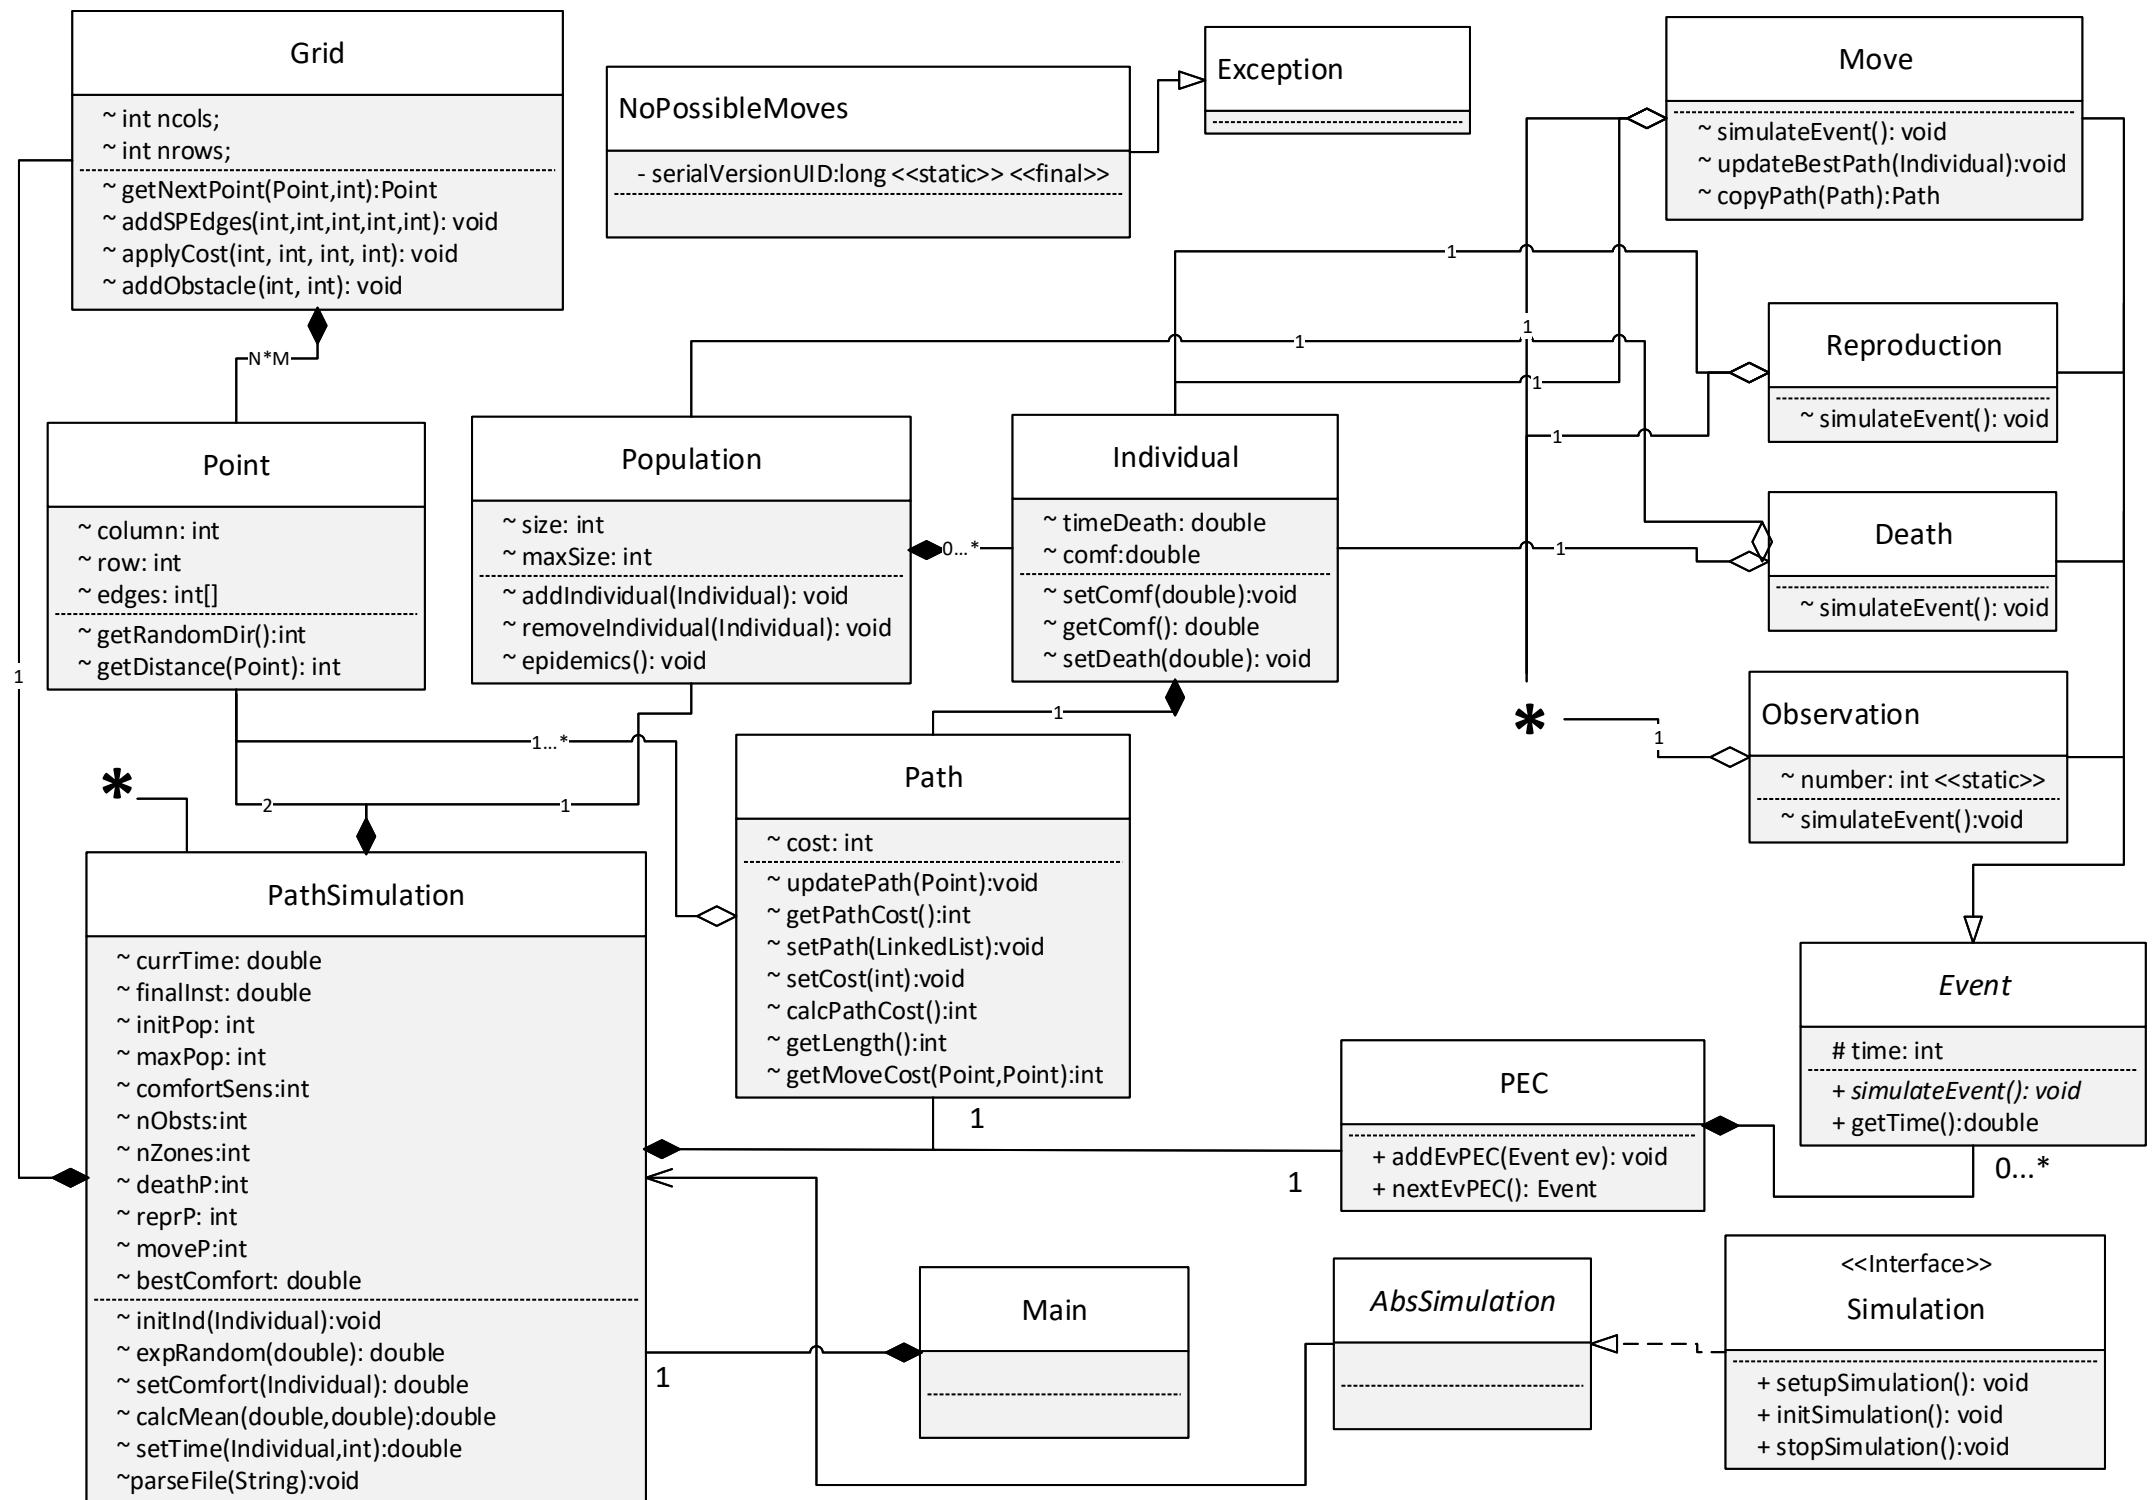 Grid
~ int ncols;
~ int nrows;
~ getNextPoint(Point,int):Point
~ addSPEdges(int,int,int,int,int): void
~ applyCost(int, int, int, int): void
~ addObstacle(int, int): void
NoPossibleMoves
- serialVersionUID:long <<static>> <<final>>
Exception
Move
~ simulateEvent(): void
~ updateBestPath(Individual):void
~ copyPath(Path):Path
1
1
1
1
N*M
Reproduction
~ simulateEvent(): void
1
Point
~ column: int
~ row: int
~ edges: int[]
~ getRandomDir():int
~ getDistance(Point): int
Population
~ size: int
~ maxSize: int
~ addIndividual(Individual): void
~ removeIndividual(Individual): void
~ epidemics(): void
0...*
Individual
~ timeDeath: double
~ comf:double
~ setComf(double):void
~ getComf(): double
~ setDeath(double): void
1
Death
~ simulateEvent(): void
1
1
1...*
2
1
*
*
1
Observation
~ number: int <<static>>
~ simulateEvent():void
Path
~ cost: int
~ updatePath(Point):void
~ getPathCost():int
~ setPath(LinkedList):void
~ setCost(int):void
~ calcPathCost():int
~ getLength():int
~ getMoveCost(Point,Point):int
1
PathSimulation
~ currTime: double
~ finalInst: double
~ initPop: int
~ maxPop: int
~ comfortSens:int
~ nObsts:int
~ nZones:int
~ deathP:int
~ reprP: int
~ moveP:int
~ bestComfort: double
~ initInd(Individual):void
~ expRandom(double): double
~ setComfort(Individual): double
~ calcMean(double,double):double
~ setTime(Individual,int):double
~parseFile(String):void
Event
# time: int
+ simulateEvent(): void
+ getTime():double
0...*
PEC
+ addEvPEC(Event ev): void
+ nextEvPEC(): Event
1
Main
1
AbsSimulation
<<Interface>>
Simulation
+ setupSimulation(): void
+ initSimulation(): void
+ stopSimulation():void